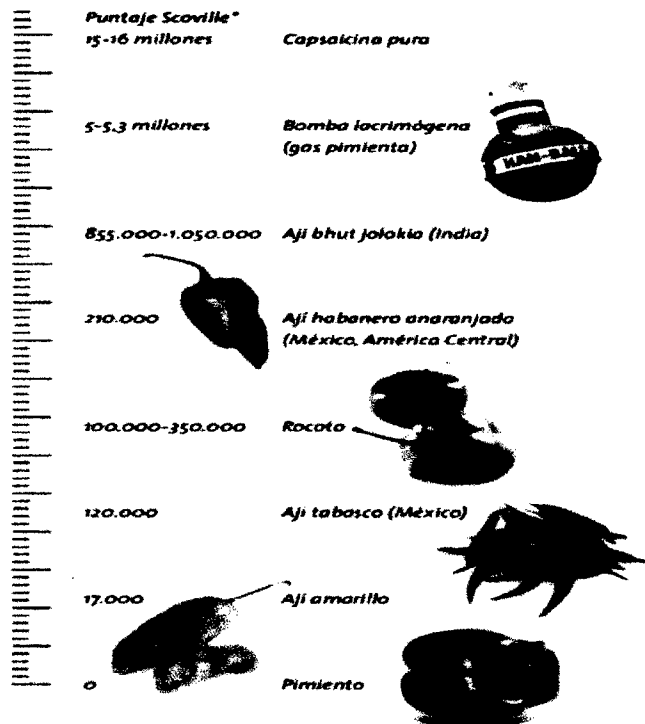 Puntaje Scoville*
15-16 millones Capsaicina pura
5-5,3 millones Bomba lacrimógena
(gas pimienta)
855.000-1.050.000 Ají bhut jolokia (India)
210.000 Ají habanero anaranjado
(México, América Central)
100.000-350.000 Rocoto
120.000 Ají tabasco (México)
17.000 Ají amarillo
0 Pimiento